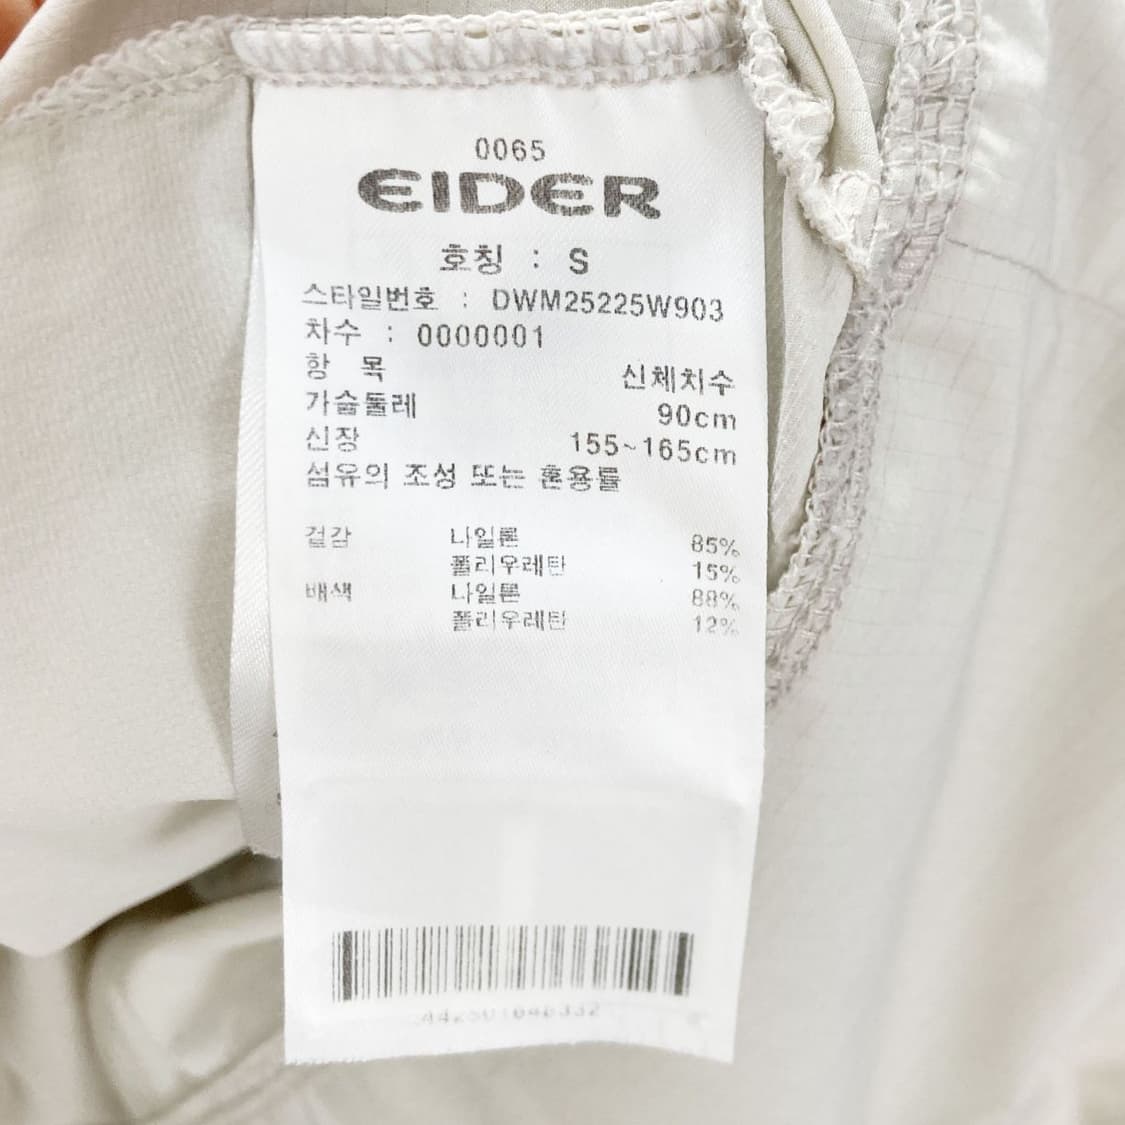 0065
EIDER
호칭 : S
스타일번호 : DWM25225W903
차수 : 0000001
항 목 신체치수
가슴둘레 90cm
신장 155~165cm
섬유의 조성 또는 혼용률
겉감 나일론 85%
폴리우레탄 15%
배색 나일론 88%
폴리우레탄 12%